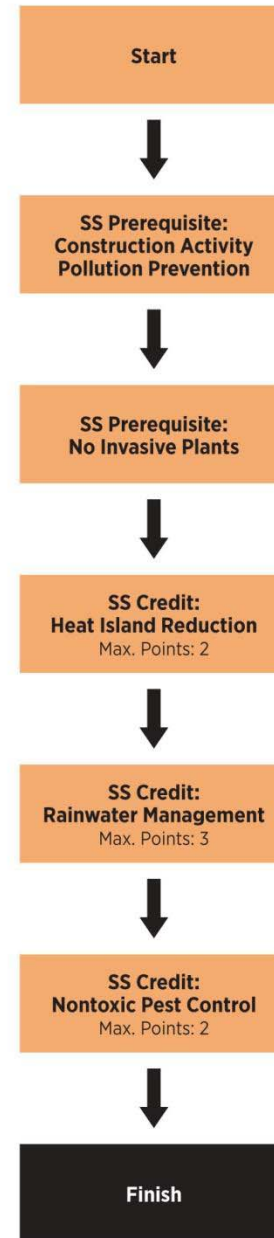 Start
SS Prerequisite:
Construction Activity
Pollution Prevention
SS Prerequisite:
No Invasive Plants
SS Credit:
Heat Island Reduction
Max. Points: 2
SS Credit:
Rainwater Management
Max. Points: 3
SS Credit:
Nontoxic Pest Control
Max. Points: 2
Finish